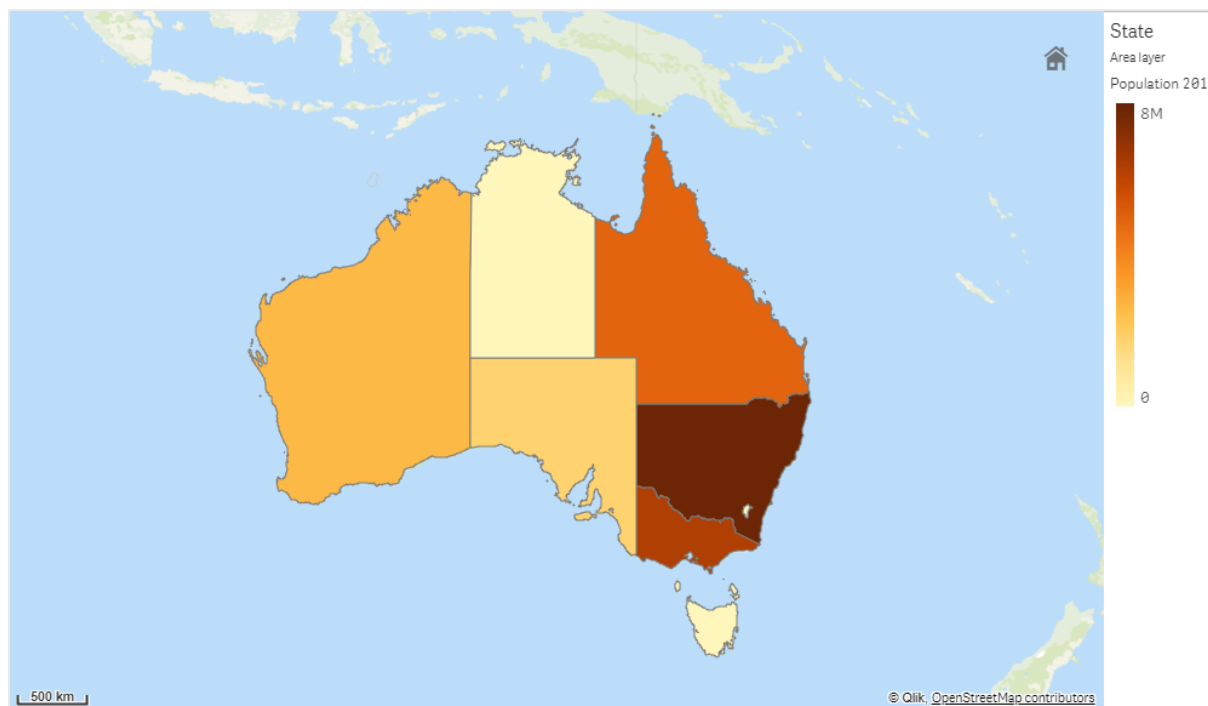 State
Area layer
Population 201
8M
0
500 km
© Qlik, OpenStreetMap contributors